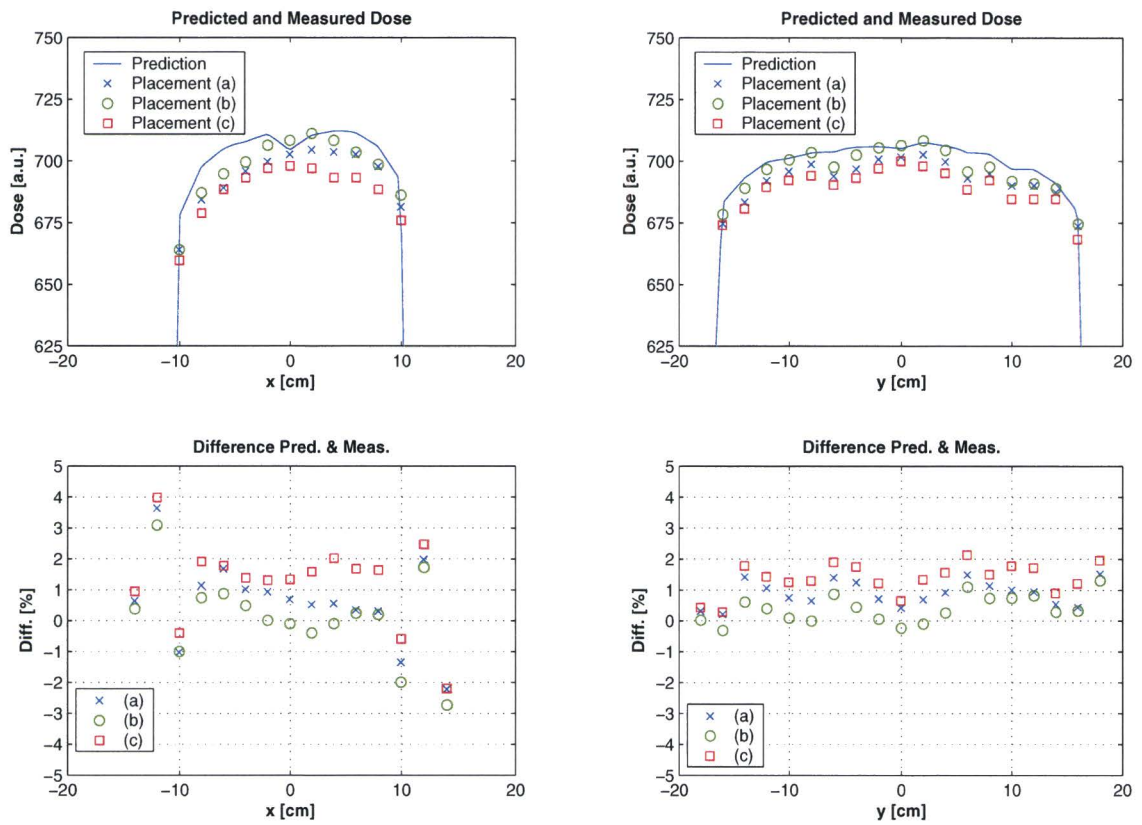 Predicted and Measured Dose
750
725
700
675
650
625
Dose [a.u.]
Prediction
Placement (a)
Placement (b)
Placement (c)
−20
−10
0
10
20
x [cm]
Predicted and Measured Dose
750
725
700
675
650
625
Dose [a.u.]
Prediction
Placement (a)
Placement (b)
Placement (c)
−20
−10
0
10
20
y [cm]
Difference Pred. & Meas.
5
4
3
2
1
0
−1
−2
−3
−4
−5
Diff. [%]
(a)
(b)
(c)
−20
−10
0
10
20
x [cm]
Difference Pred. & Meas.
5
4
3
2
1
0
−1
−2
−3
−4
−5
Diff. [%]
(a)
(b)
(c)
−20
−10
0
10
20
y [cm]